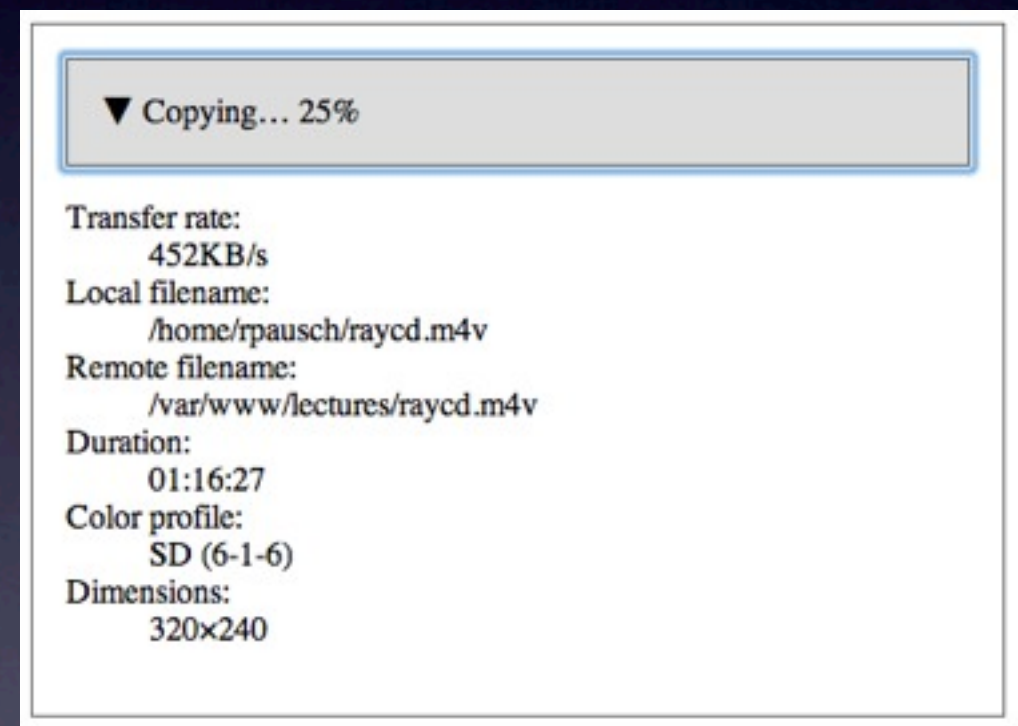 ▼ Copying… 25%
Transfer rate:
452KB/s
Local filename:
/home/rpausch/raycd.m4v
Remote filename:
/var/www/lectures/raycd.m4v
Duration:
01:16:27
Color profile:
SD (6-1-6)
Dimensions:
320×240